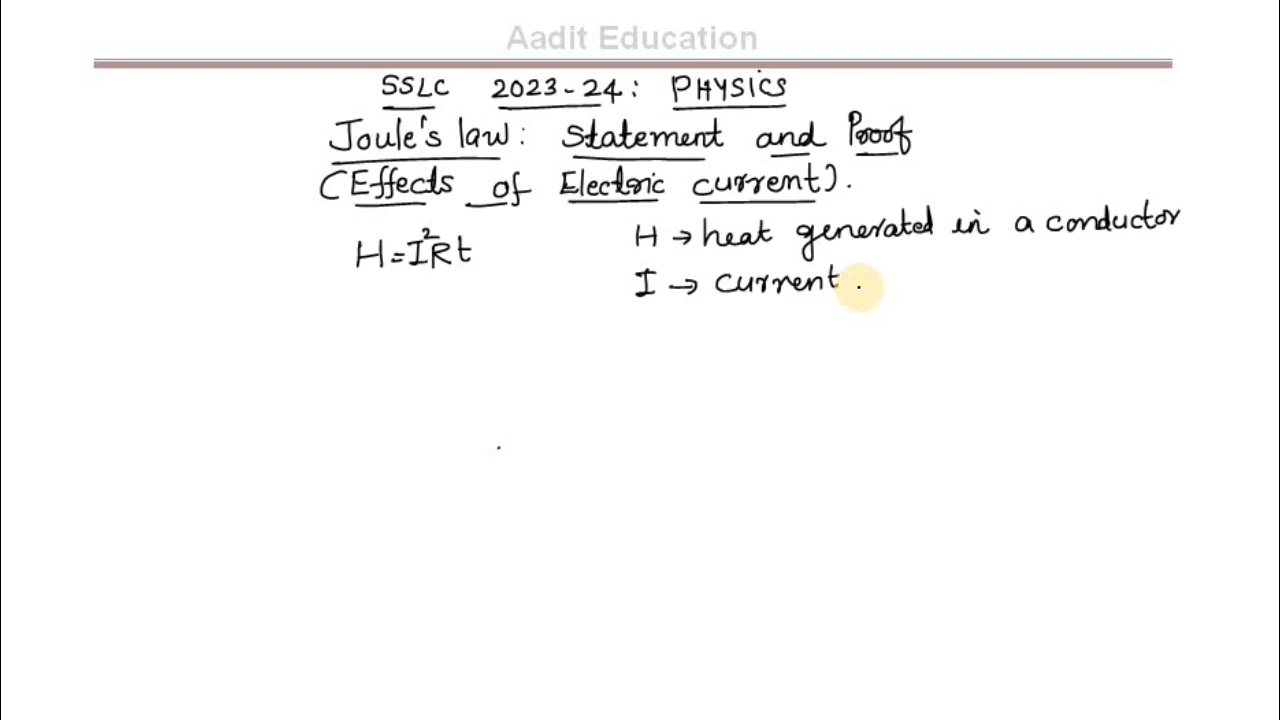 Aadit Education
SSLC 2023-24: PHYSICS
Joule's law: Statement and Proof
(Effects of Electric current).
H=I²Rt
H → heat generated in a conductor
I → current.